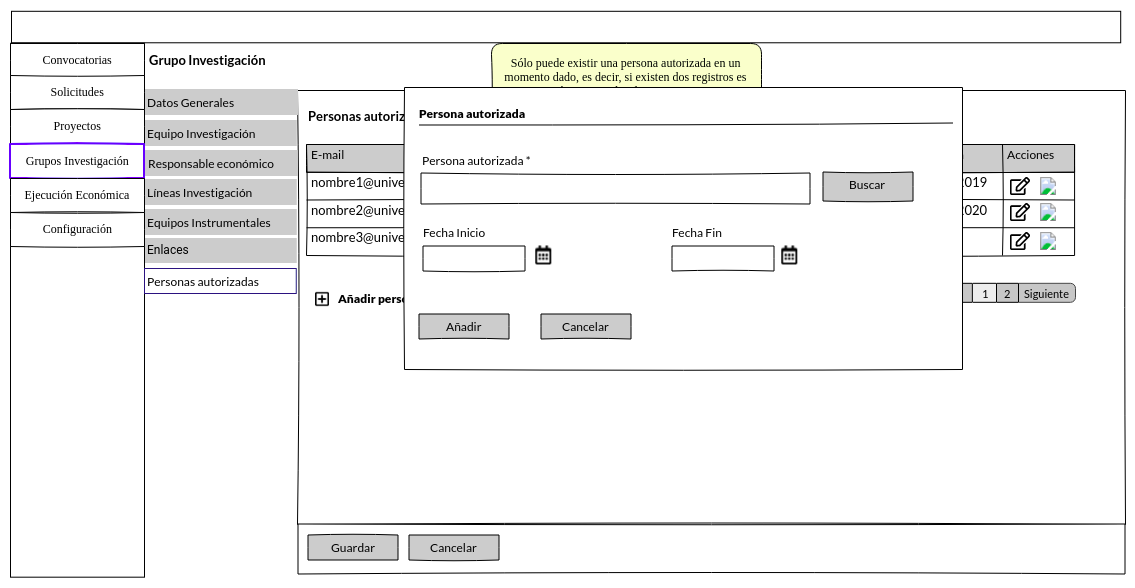 Convocatorias
Solicitudes
Proyectos
Grupos Investigación
Ejecución Económica
Configuración
Grupo Investigación
Datos Generales
Equipo Investigación
Responsable económico
Líneas Investigación
Equipos Instrumentales
Enlaces
Personas autorizadas
Sólo puede existir una persona autorizada en un
momento dado, es decir, si existen dos registros es
Personas autoriz
E-mail
Acciones
nombre1@unive
2019
nombre2@unive
2020
nombre3@unive
Añadir perso
1 2 Siguiente
Persona autorizada
Persona autorizada *
Buscar
Fecha Inicio
Fecha Fin
Añadir
Cancelar
Guardar
Cancelar